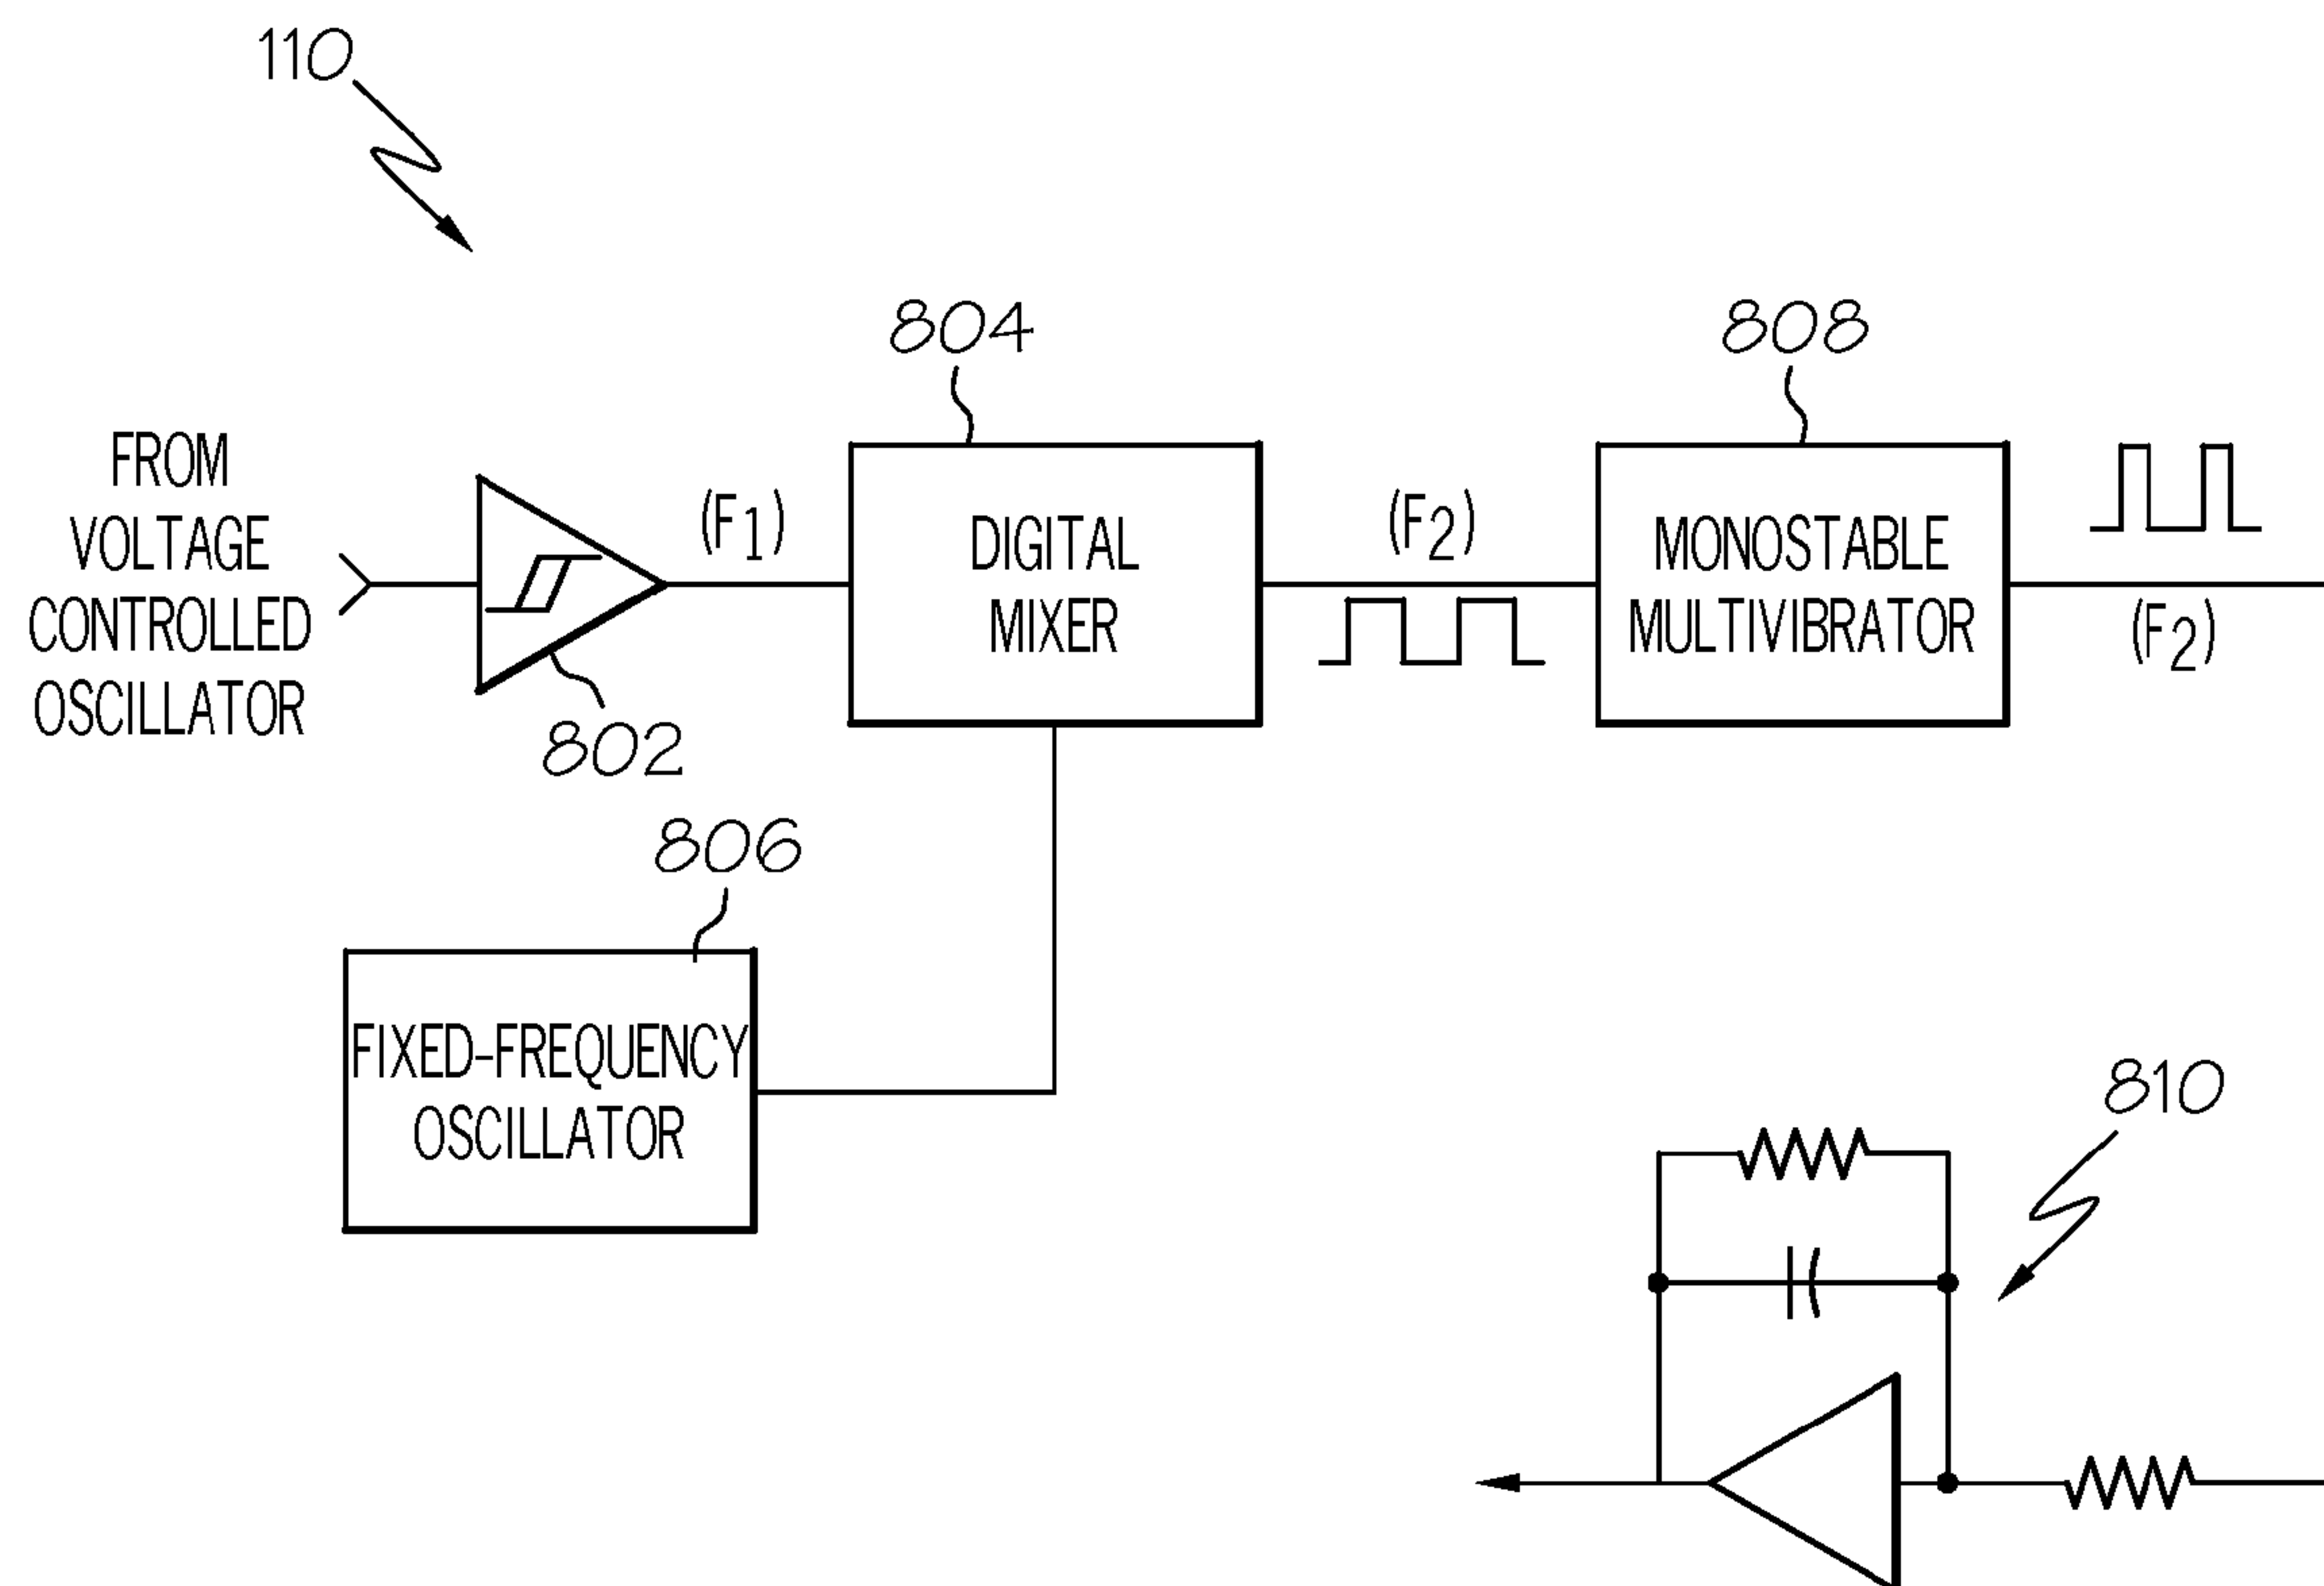 110
804
808
FROM
VOLTAGE
CONTROLLED
OSCILLATOR
(F1)
DIGITAL
MIXER
(F2)
MONOSTABLE
MULTIVIBRATOR
(F2)
802
806
FIXED-FREQUENCY
OSCILLATOR
810